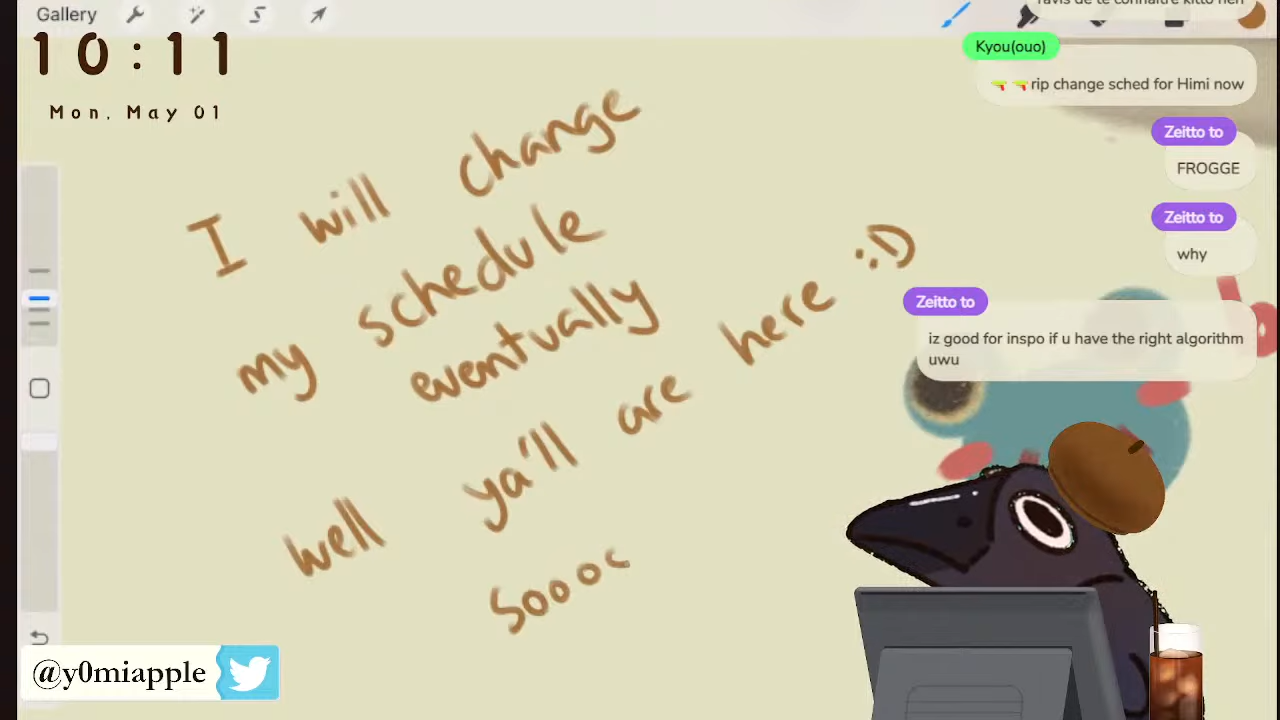 Gallery
10:11
Mon, May 01
I will change
my schedule
eventually
well ya'll are here :D
soooo
@y0miapple
Kyou(ouo)
rip change sched for Himi now
Zeitto to
FROGGE
Zeitto to
why
Zeitto to
iz good for inspo if u have the right algorithm
uwu